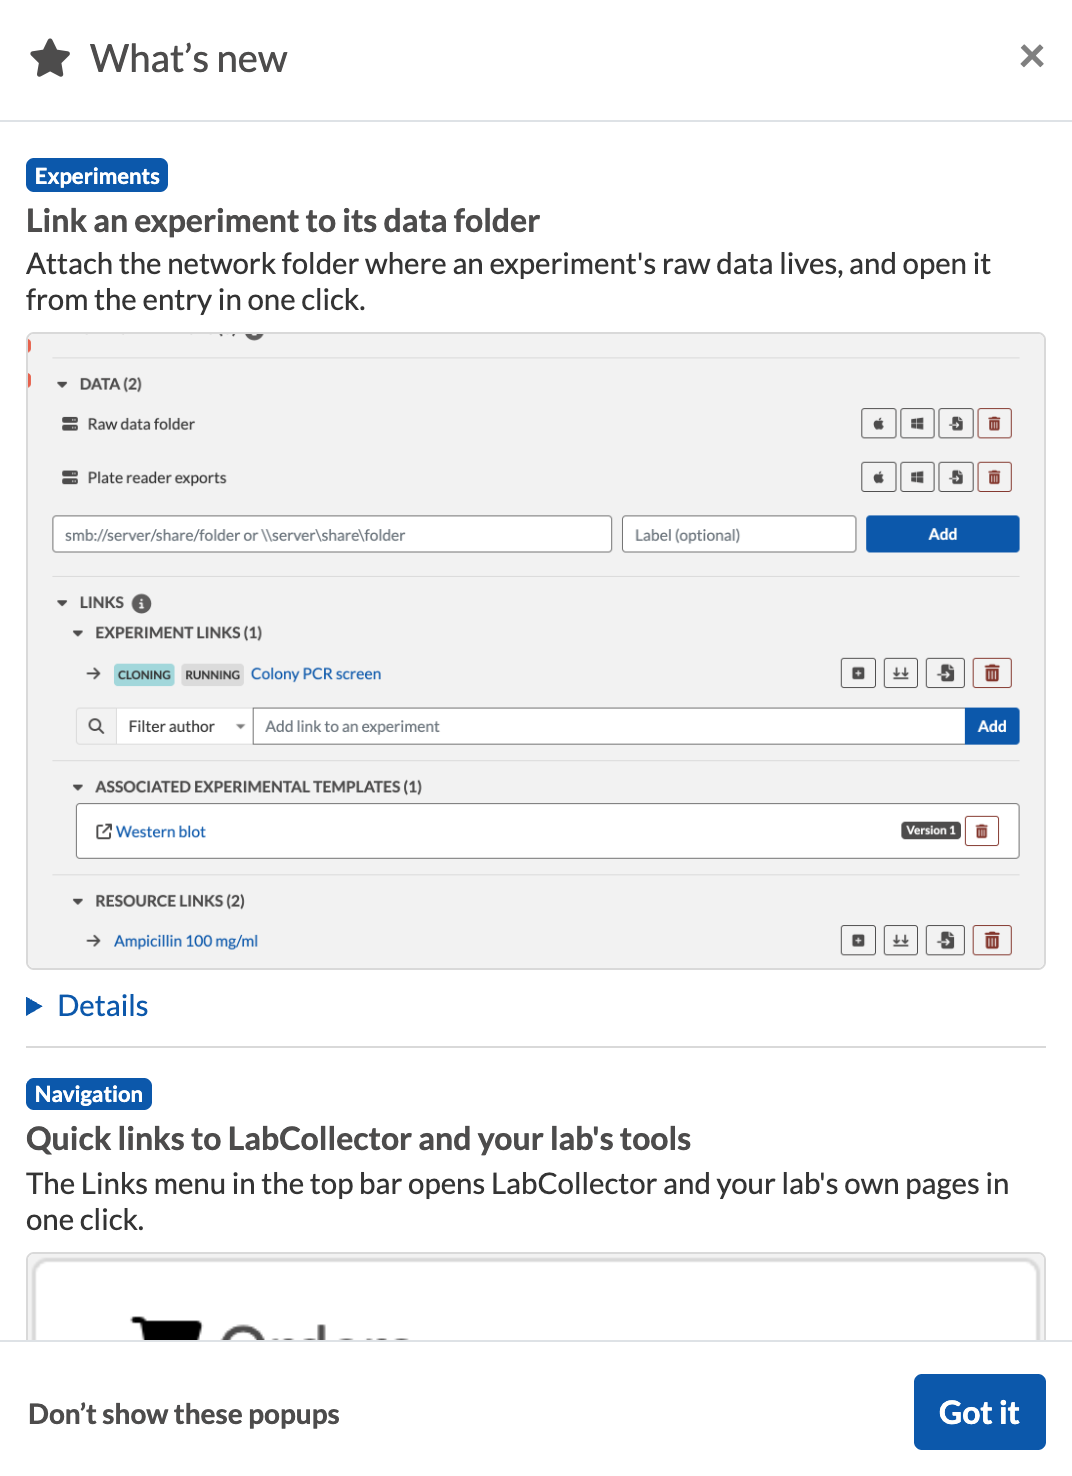 What’s new
Experiments
Link an experiment to its data folder
Attach the network folder where an experiment's raw data lives, and open it
from the entry in one click.
DATA (2)
Raw data folder
Plate reader exports
smb://server/share/folder or \\server\share\folder
Label (optional)
Add
LINKS
EXPERIMENT LINKS (1)
CLONING RUNNING Colony PCR screen
Filter author
Add link to an experiment
Add
ASSOCIATED EXPERIMENTAL TEMPLATES (1)
Western blot
Version 1
RESOURCE LINKS (2)
Ampicillin 100 mg/ml
Details
Navigation
Quick links to LabCollector and your lab's tools
The Links menu in the top bar opens LabCollector and your lab's own pages in
one click.
Don’t show these popups
Got it